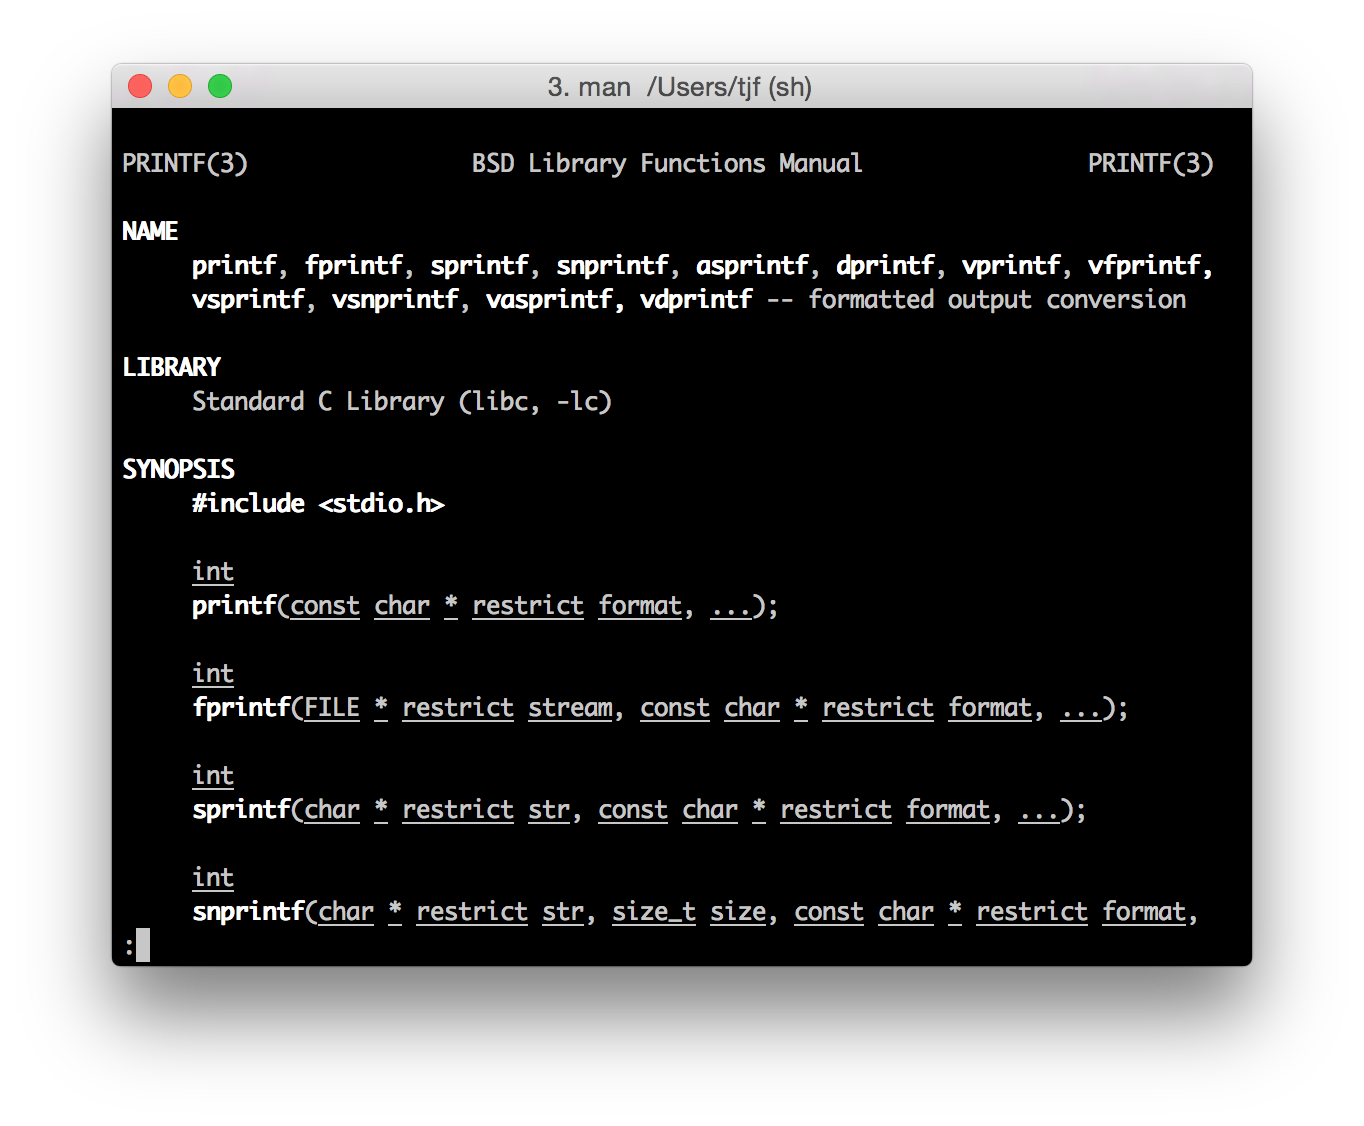 3. man /Users/tjf (sh)
PRINTF(3) BSD Library Functions Manual PRINTF(3)
NAME
printf, fprintf, sprintf, snprintf, asprintf, dprintf, vprintf, vfprintf,
vsprintf, vsnprintf, vasprintf, vdprintf -- formatted output conversion
LIBRARY
Standard C Library (libc, -lc)
SYNOPSIS
#include <stdio.h>
int
printf(const char * restrict format, ...);
int
fprintf(FILE * restrict stream, const char * restrict format, ...);
int
sprintf(char * restrict str, const char * restrict format, ...);
int
snprintf(char * restrict str, size_t size, const char * restrict format,
: